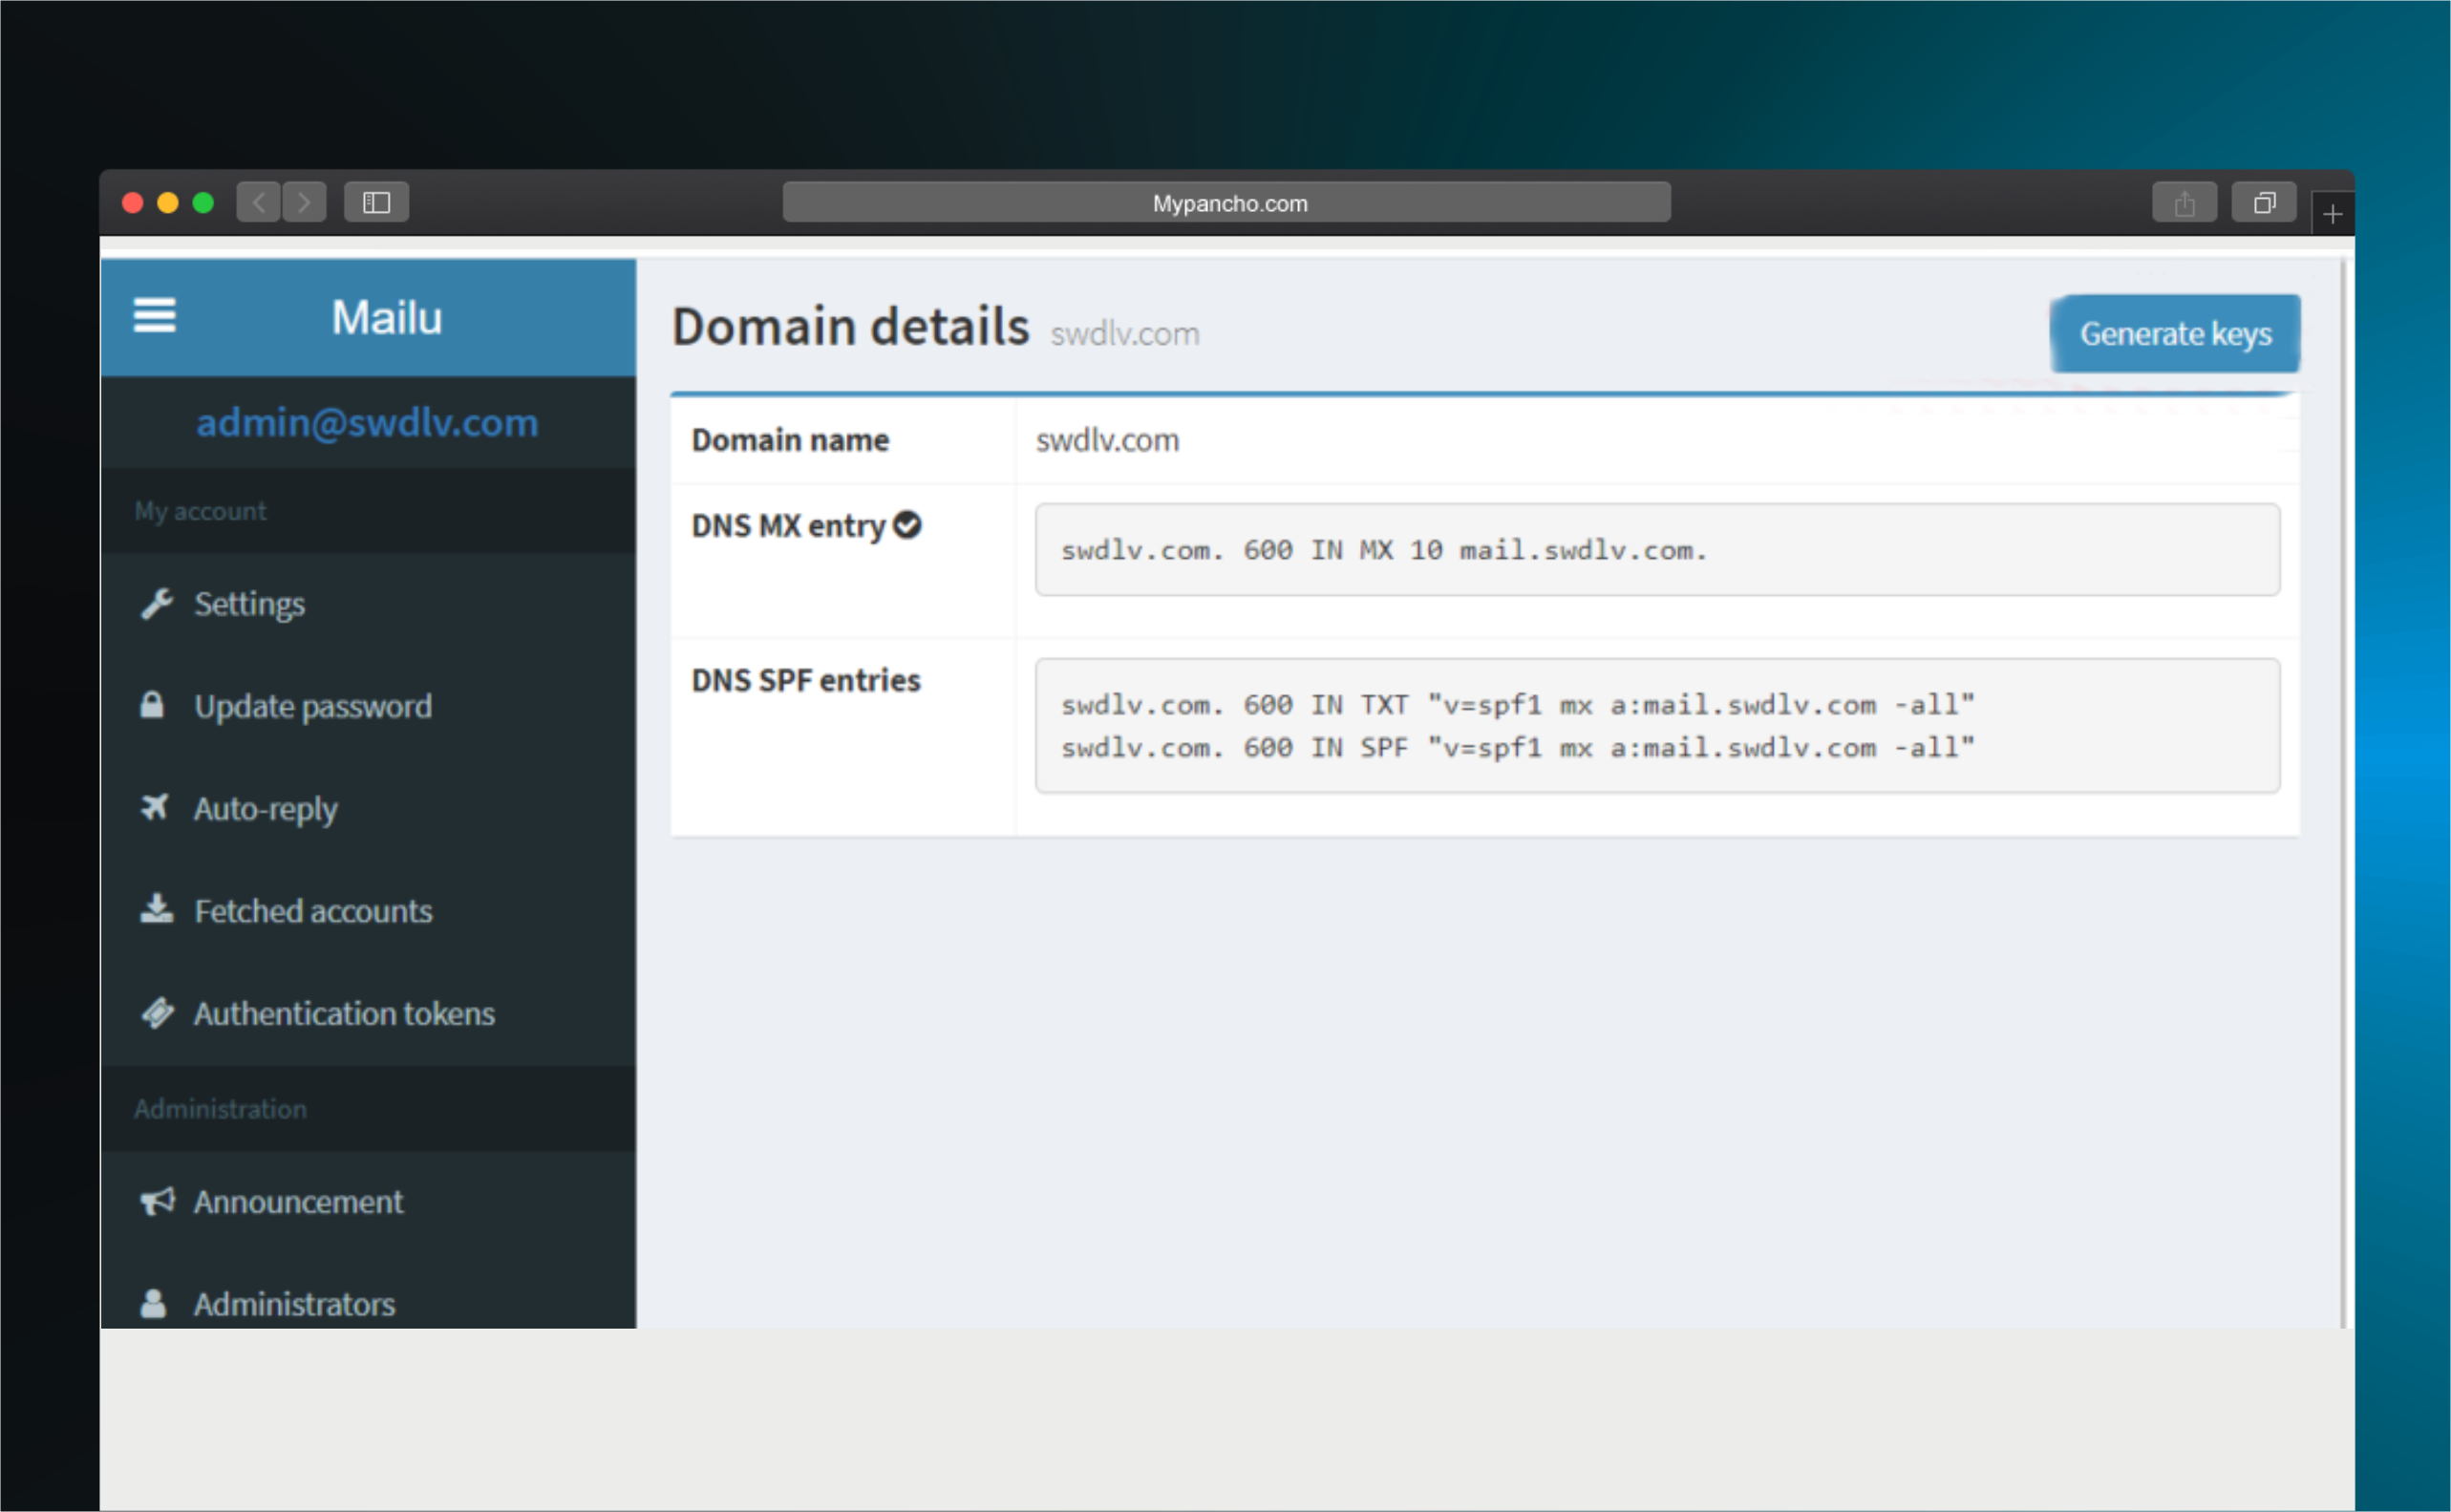 Mypancho.com
Mailu
admin@swdlv.com
My account
Settings
Update password
Auto-reply
Fetched accounts
Authentication tokens
Administration
Announcement
Administrators
Domain details swdlv.com
Generate keys
Domain name swdlv.com
DNS MX entry
swdlv.com. 600 IN MX 10 mail.swdlv.com.
DNS SPF entries
swdlv.com. 600 IN TXT "v=spf1 mx a:mail.swdlv.com -all"
swdlv.com. 600 IN SPF "v=spf1 mx a:mail.swdlv.com -all"